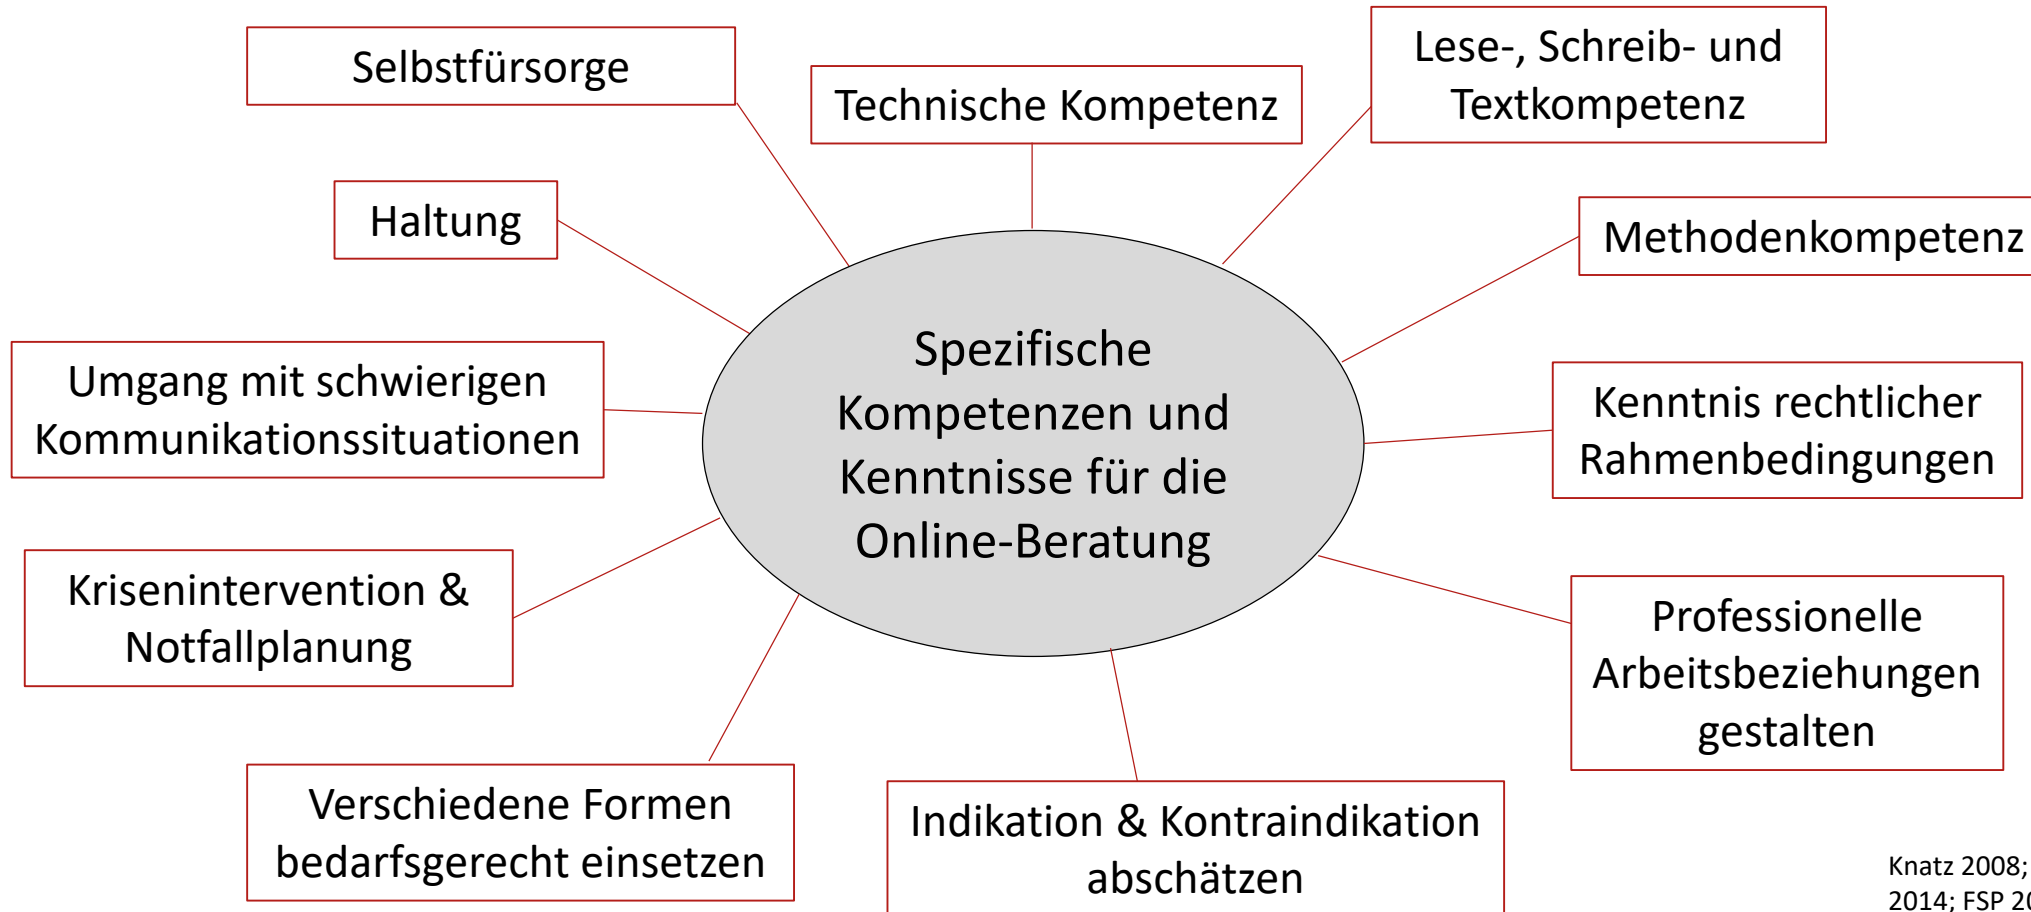 Selbstfürsorge
Technische Kompetenz
Lese-, Schreib- und
Textkompetenz
Haltung
Methodenkompetenz
Spezifische
Kompetenzen und
Kenntnisse für die
Online-Beratung
Umgang mit schwierigen
Kommunikationssituationen
Kenntnis rechtlicher
Rahmenbedingungen
Krisenintervention &
Notfallplanung
Professionelle
Arbeitsbeziehungen
gestalten
Verschiedene Formen
bedarfsgerecht einsetzen
Indikation & Kontraindikation
abschätzen
Knatz 2008;
2014; FSP